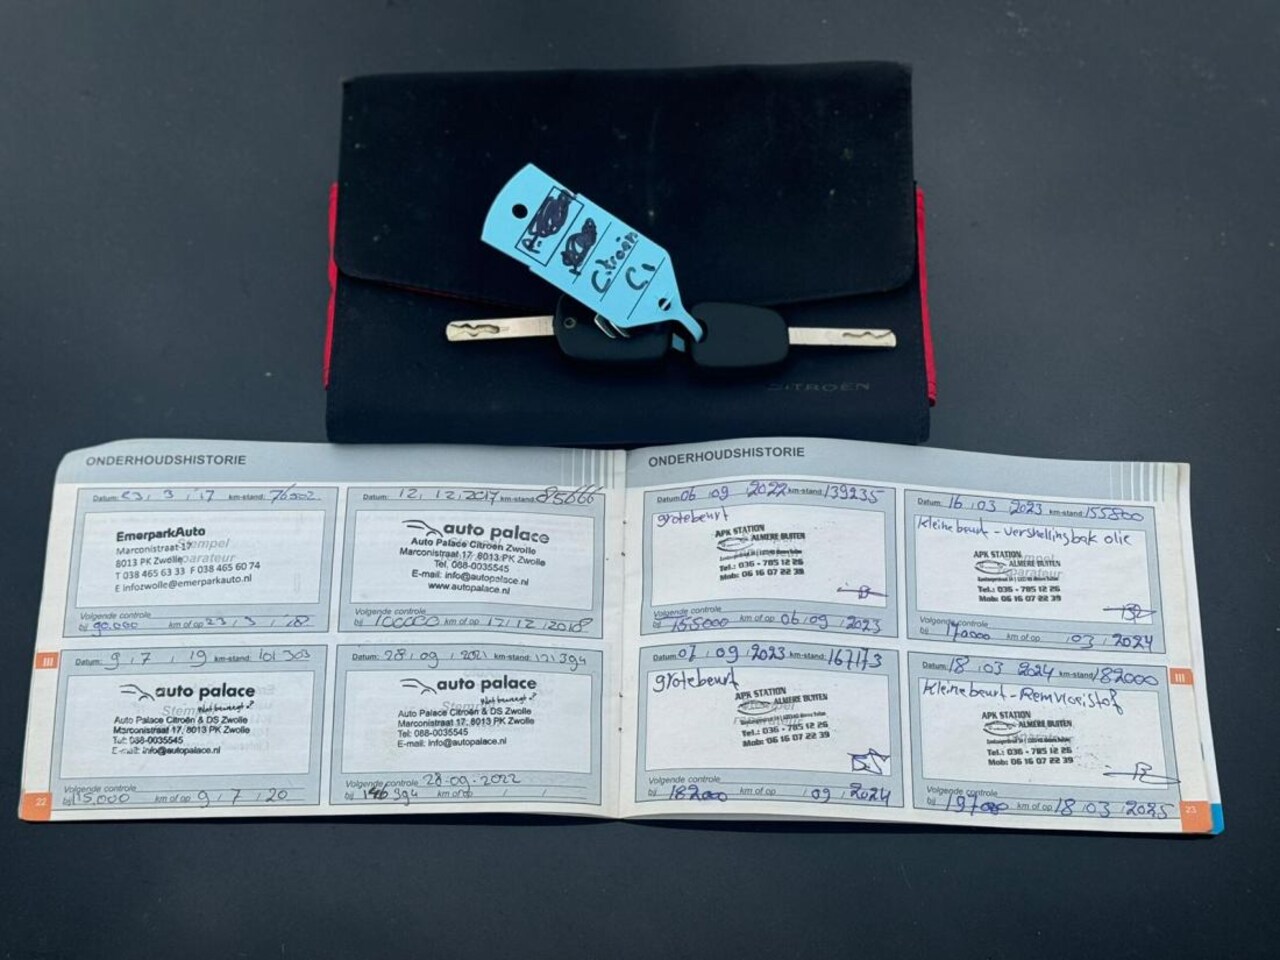 Citroën
C1
CITROËN
ONDERHOUDSHISTORIE
Datum: 23 / 3 / '17 km-stand: 76502
EmerparkAuto
Marconistraat 17
8013 PK Zwolle
T 038 465 63 33 F 038 465 60 74
E infozwolle@emerparkauto.nl
Volgende controle
bij 90.000 km of op 23 / 3 / 18
Datum: 12 / 12 / 2017 km-stand: 85666
auto palace
Auto Palace Citroën Zwolle
Marconistraat 17, 8013 PK Zwolle
Tel. 088-0035545
E-mail: info@autopalace.nl
www.autopalace.nl
Volgende controle
bij 100000 km of op 12 / 12 / 2018
Datum: 9 / 7 / 19 km-stand: 101303
auto palace
Auto Palace Citroën & DS Zwolle
Marconistraat 17, 8013 PK Zwolle
Tel: 088-0035545
E-mail: info@autopalace.nl
Volgende controle
bij 115.000 km of op 9 / 7 / 20
Datum: 28 / 09 / 2021 km-stand: 121394
auto palace
Auto Palace Citroën & DS Zwolle
Marconistraat 17, 8013 PK Zwolle
Tel: 088-0035545
E-mail: info@autopalace.nl
Volgende controle 28-09-2022
bij 146394 km of op / /
22
III
ONDERHOUDSHISTORIE
Datum: 06 / 09 / 2022 km-stand: 139235
grotebeurt
APK STATION
ALMERE BUITEN
Tel.: 036 - 785 12 26
Mob: 06 16 07 22 39
Volgende controle
bij 155000 km of op 06 / 09 / 2023
Datum: 16 / 03 / 2023 km-stand: 155800
kleinebeurt - vershellingbak olie
APK STATION
ALMERE BUITEN
Tel.: 036 - 785 12 26
Mob: 06 16 07 22 39
Volgende controle
bij 170000 km of op / 03 / 2024
Datum: 07 / 09 / 2023 km-stand: 167173
grotebeurt
APK STATION
ALMERE BUITEN
Tel.: 036 - 785 12 26
Mob: 06 16 07 22 39
Volgende controle
bij 182000 km of op / 09 / 2024
Datum: 18 / 03 / 2024 km-stand: 182000
kleinebeurt - Remvloeistof
APK STATION
ALMERE BUITEN
Tel.: 036 - 785 12 26
Mob: 06 16 07 22 39
Volgende controle
bij 197000 km of op 18 / 03 / 2025
III
23